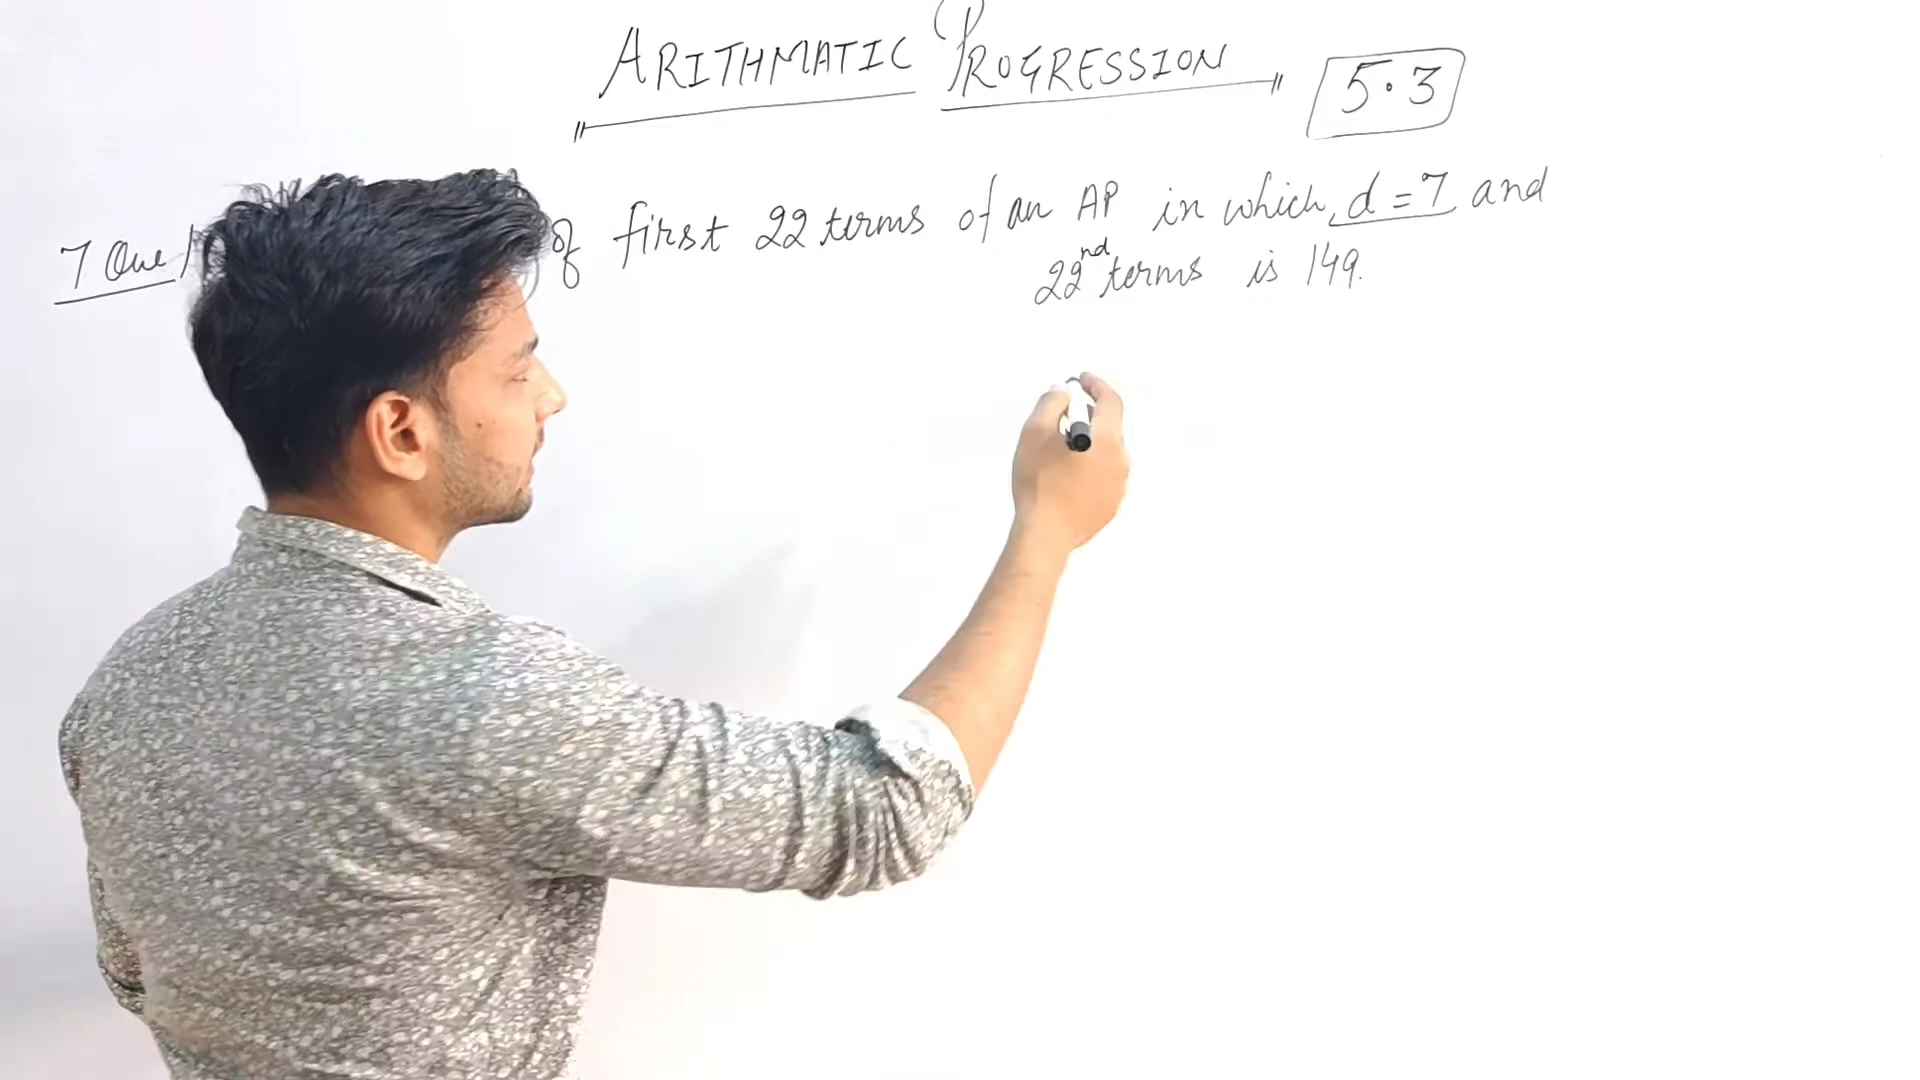 ARITHMATIC PROGRESSION 5.3
7 Que of first 22 terms of an AP in which, d = 7 and
22nd terms is 149.